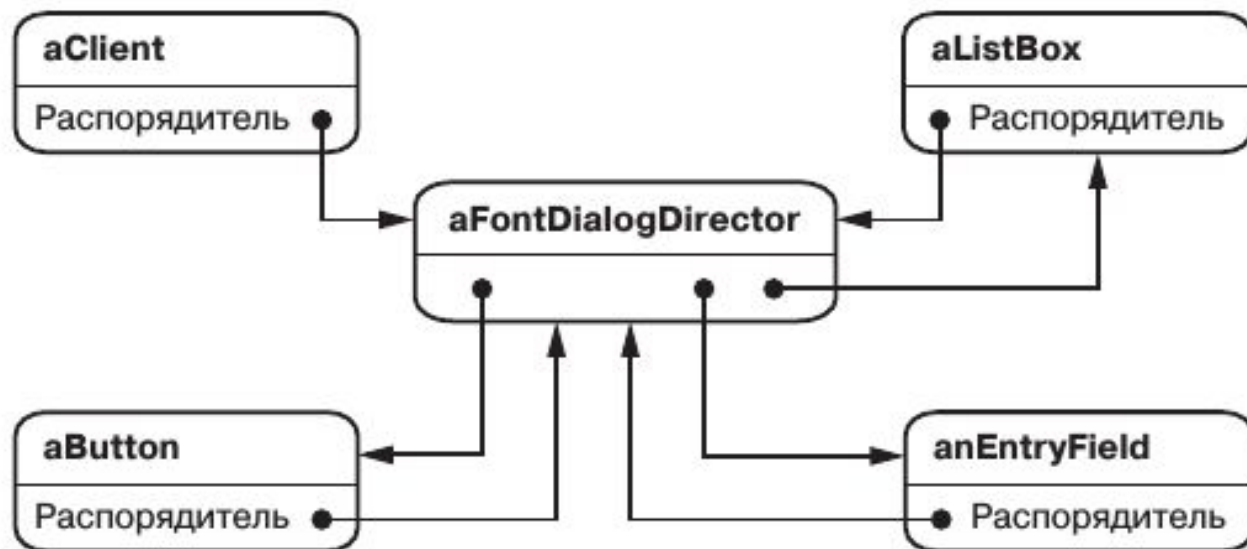 aClient
Распорядитель
aListBox
Распорядитель
aFontDialogDirector
aButton
Распорядитель
anEntryField
Распорядитель